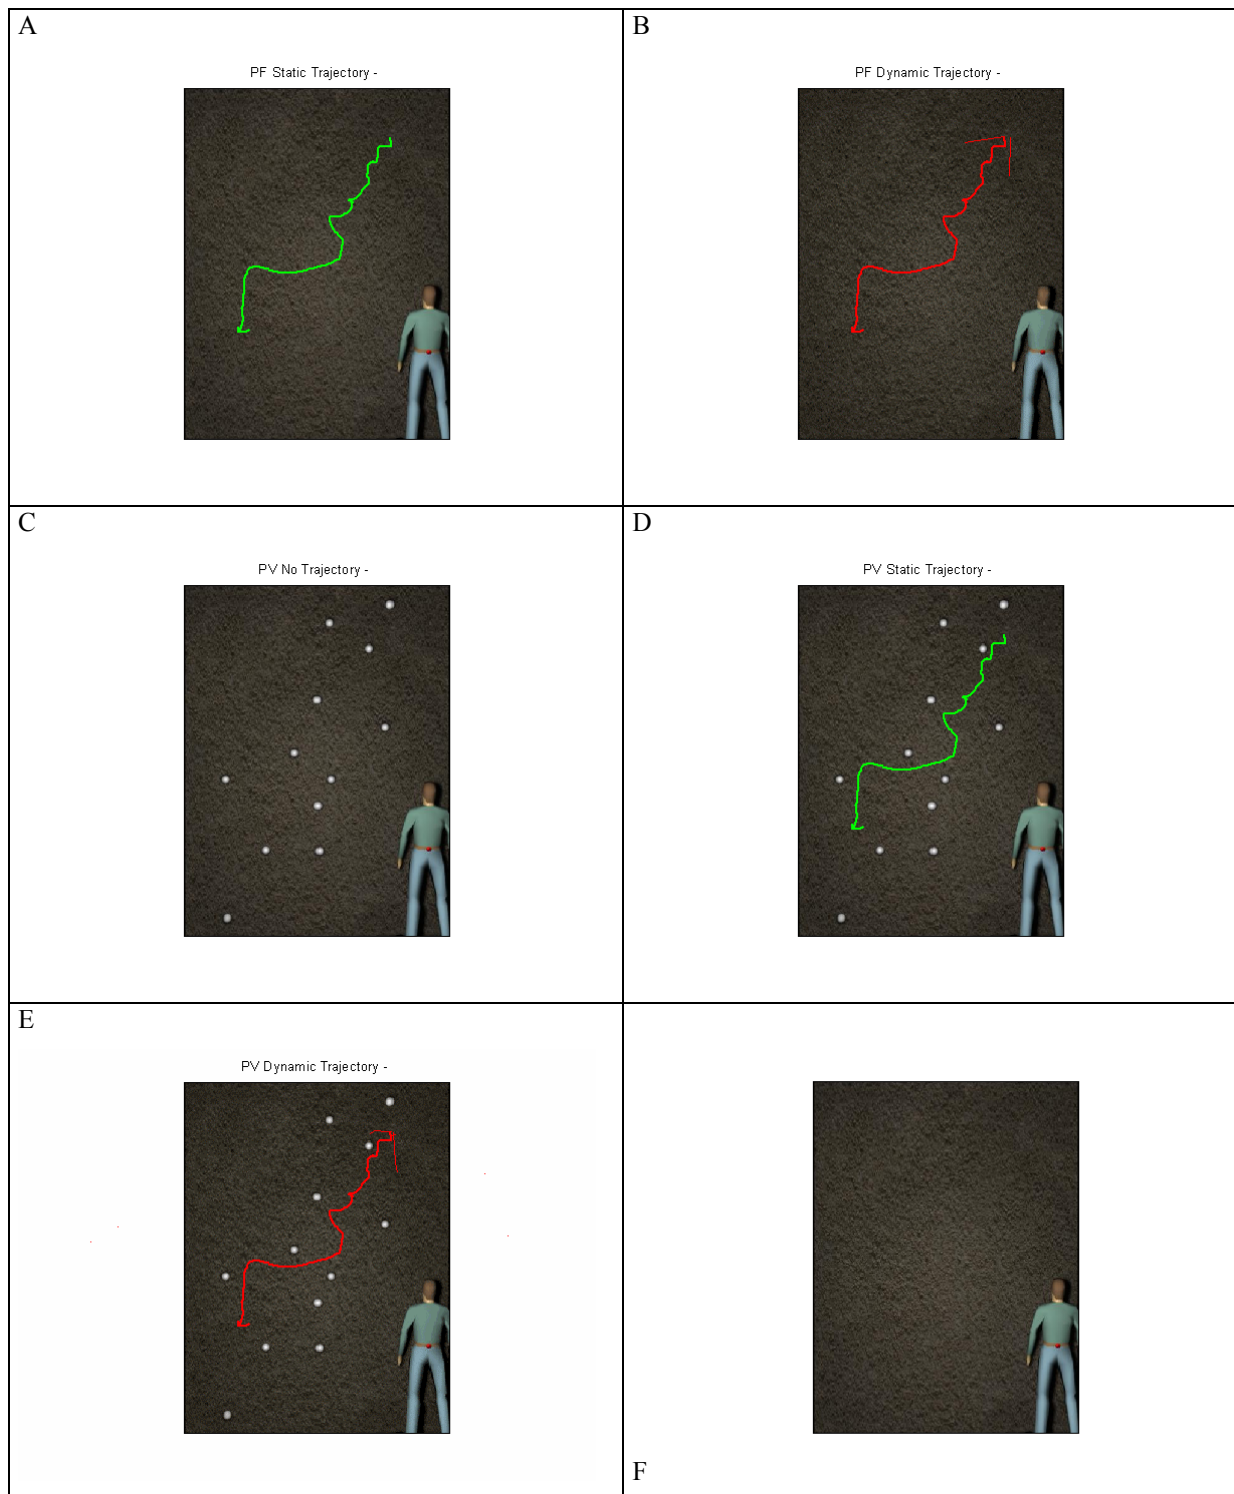 A
PF Static Trajectory -
B
PF Dynamic Trajectory -
C
PV No Trajectory -
D
PV Static Trajectory -
E
PV Dynamic Trajectory -
F